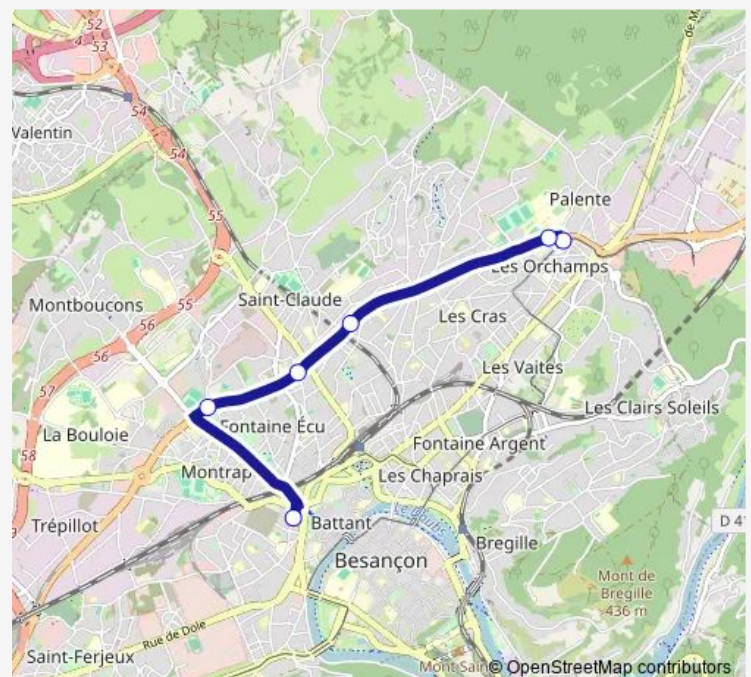 52
53
4
54
Valentin
54
55
Palente
55
Les Orchamps
Saint-Claude
Montboucons
56
Les Cras
56
Les Vaites
57
Les Clairs Soleils
La Bouloie
Fontaine Écu
58
Fontaine Argent
Montrap
Les Chaprais
Trépillot
Le Doubs
Battant
Bregille
D 41
Besançon
Mont de
Bregille
436 m
Rue de Dole
Saint-Ferjeux
Mont Sain
© OpenStreetMap contributors